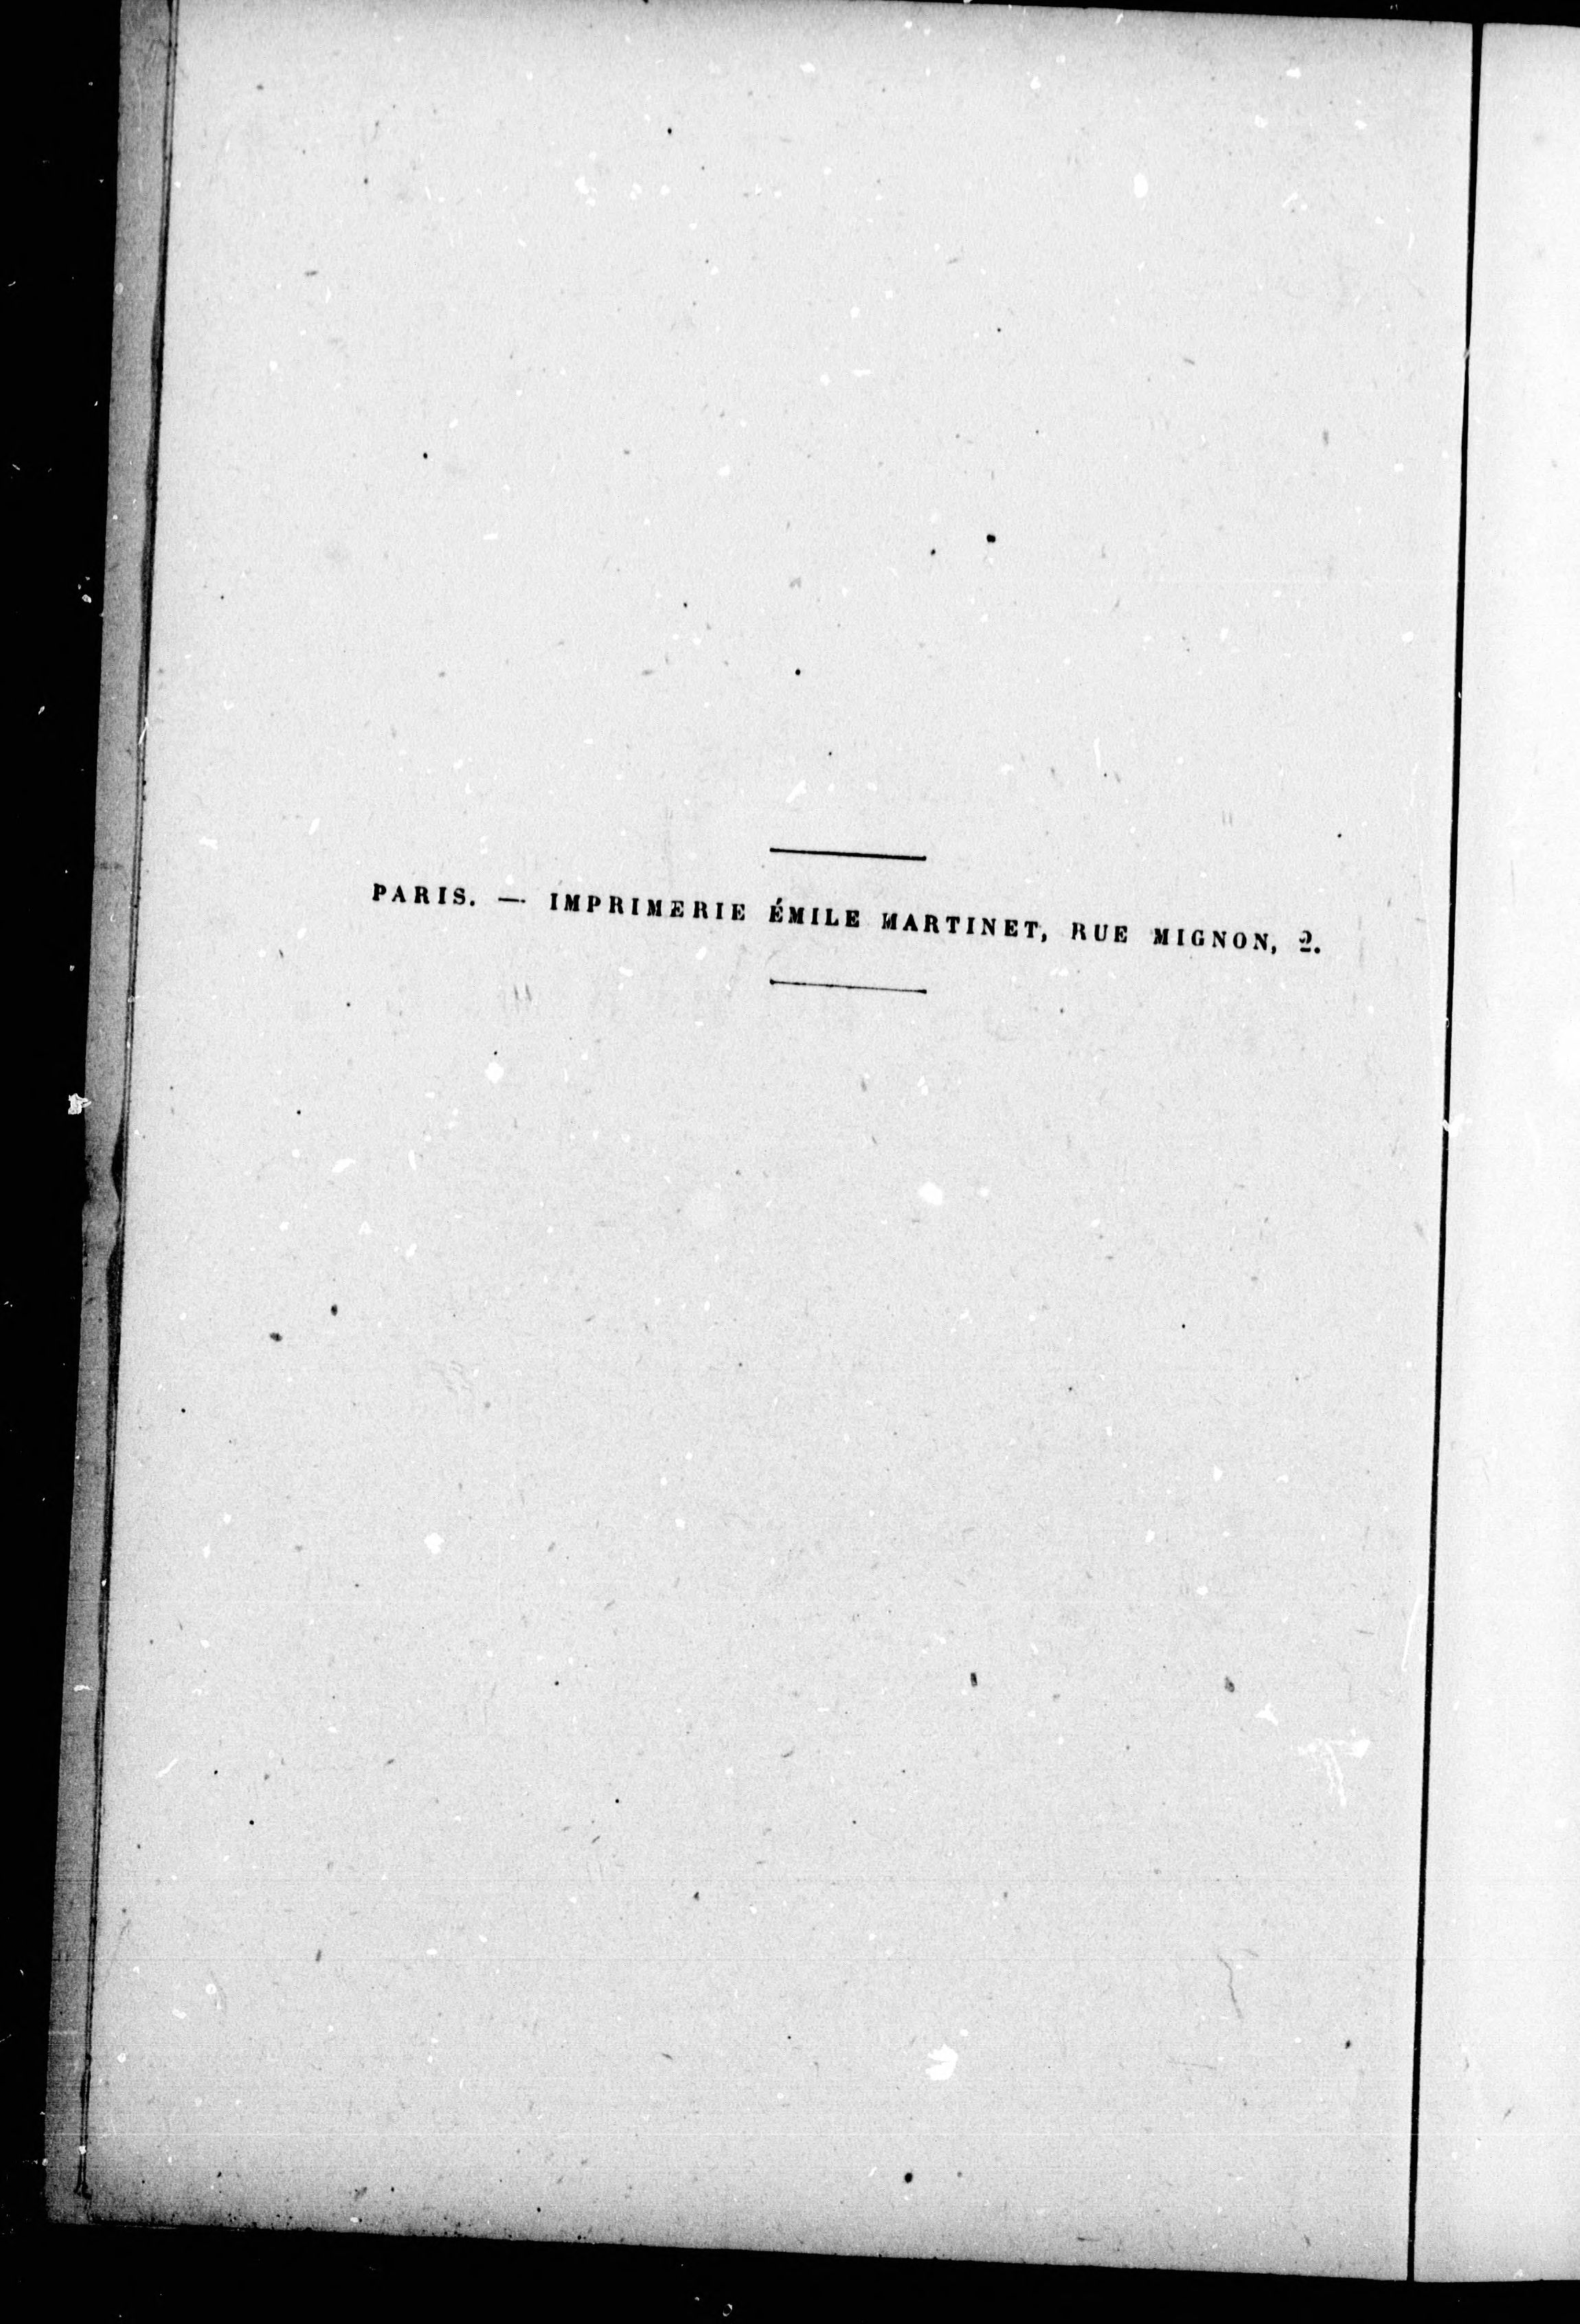 PARIS. — IMPRIMERIE ÉMILE MARTINET, RUE MIGNON, 2.